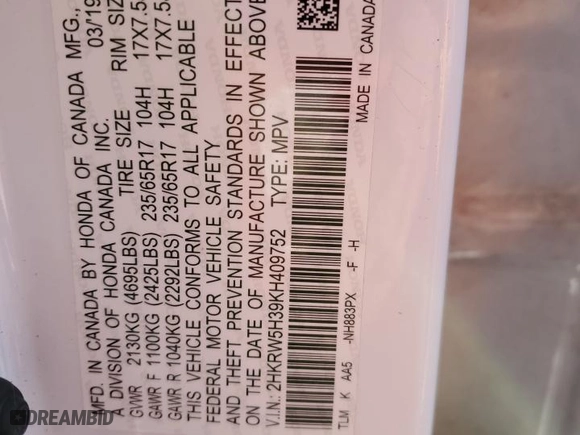 MFD. IN CANADA BY HONDA OF CANADA MFG.,
A DIVISION OF HONDA CANADA INC. 03/19
TIRE SIZE RIM SIZ
GVWR 2130KG (4695LBS)
GAWR F 1100KG (2425LBS) 235/65R17 104H 17X7.5
GAWR R 1040KG (2292LBS) 235/65R17 104H 17X7.5
THIS VEHICLE CONFORMS TO ALL APPLICABLE
FEDERAL MOTOR VEHICLE SAFETY
AND THEFT PREVENTION STANDARDS IN EFFECT
ON THE DATE OF MANUFACTURE SHOWN ABOVE
V.I.N.: 2HKRW5H39KH409752 TYPE: MPV
TLM K AA5 -NH883PX -F -H
MADE IN CANADA
DREAMBID